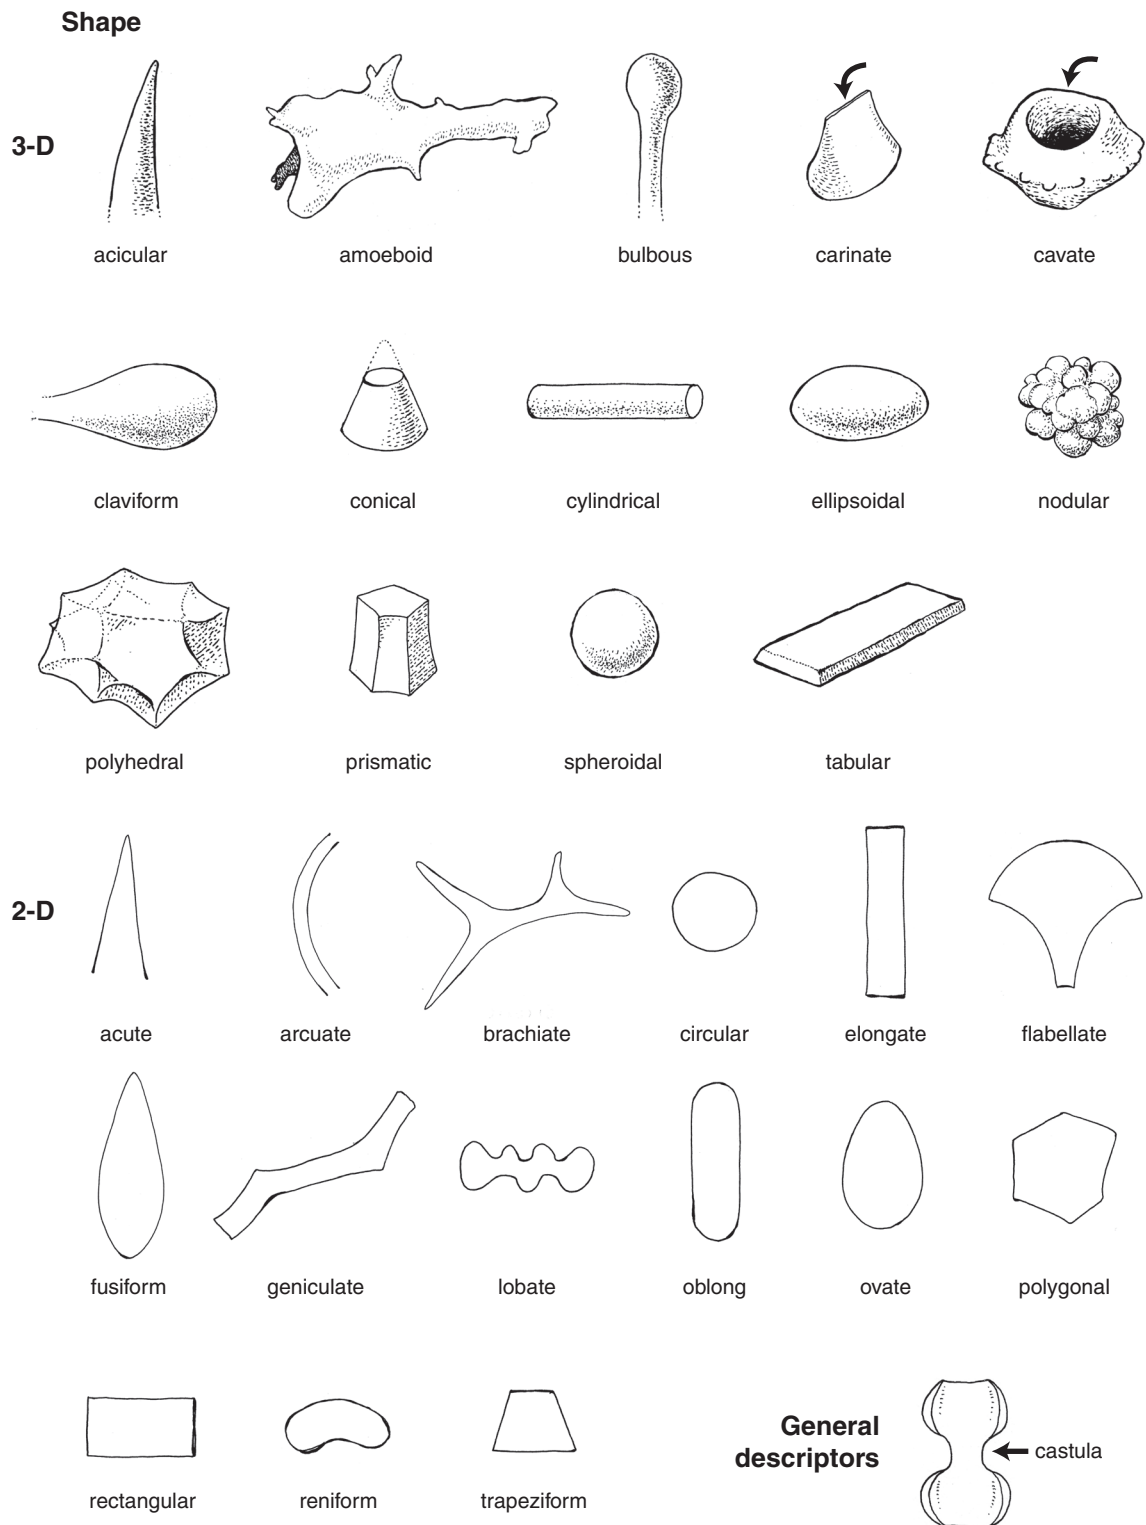 Shape
3-D
acicular
amoeboid
bulbous
carinate
cavate
claviform
conical
cylindrical
ellipsoidal
nodular
polyhedral
prismatic
spheroidal
tabular
2-D
acute
arcuate
brachiate
circular
elongate
flabellate
fusiform
geniculate
lobate
oblong
ovate
polygonal
rectangular
reniform
trapeziform
General
descriptors
castula